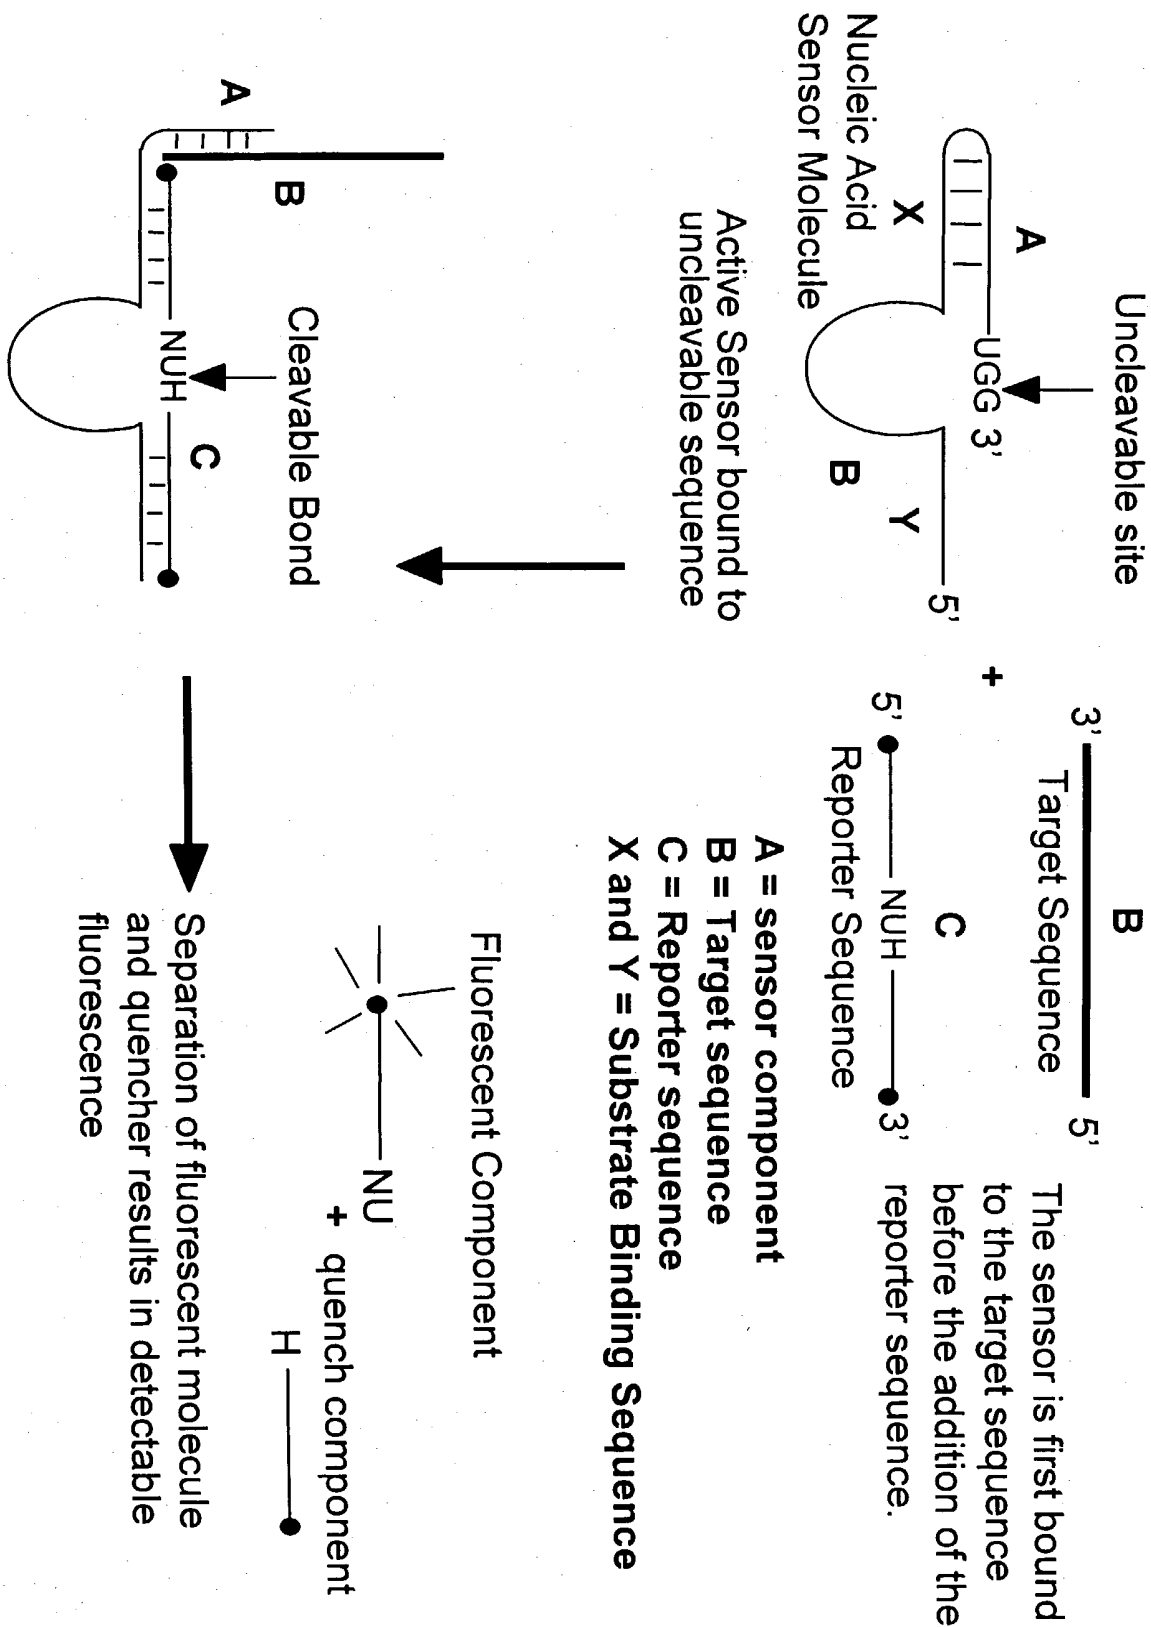 Uncleavable site
A
UGG 3'
X
Y
5'
B
Nucleic Acid
Sensor Molecule
+
B
3'
5'
Target Sequence
C
5'
NUH
3'
Reporter Sequence
The sensor is first bound
to the target sequence
before the addition of the
reporter sequence.
Active Sensor bound to
uncleavable sequence
A = sensor component
B = Target sequence
C = Reporter sequence
X and Y = Substrate Binding Sequence
Cleavable Bond
A
B
C
NUH
Fluorescent Component
NU
+ quench component
H
Separation of fluorescent molecule
and quencher results in detectable
fluorescence